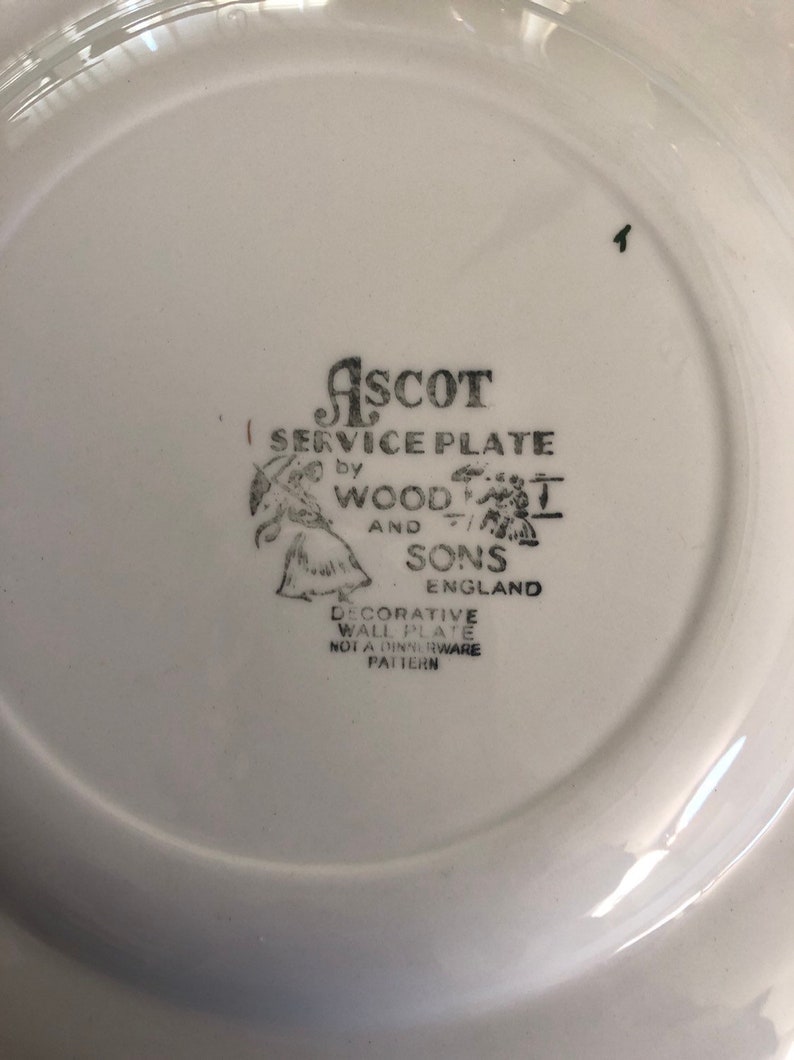 ASCOT
SERVICE PLATE
by
WOOD
AND
SONS
ENGLAND
DECORATIVE
WALL PLATE
NOT A DINNERWARE
PATTERN